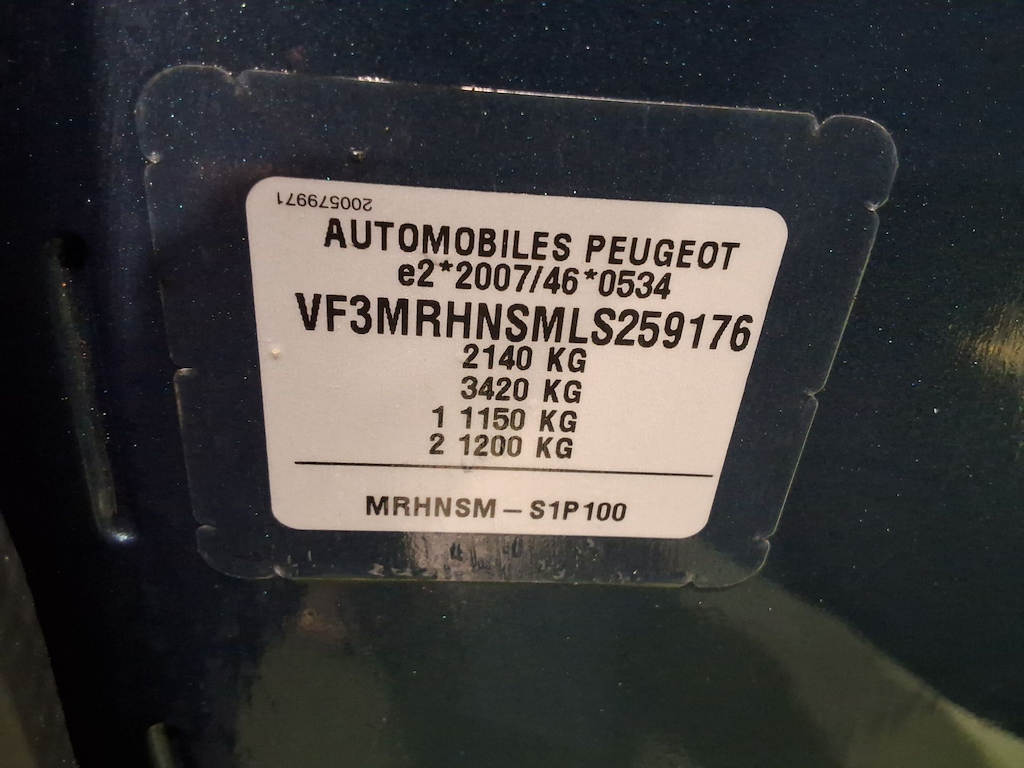 200579971
AUTOMOBILES PEUGEOT
e2*2007/46*0534
VF3MRHNSMLS259176
2140 KG
3420 KG
1 1150 KG
2 1200 KG
MRHNSM – S1P100